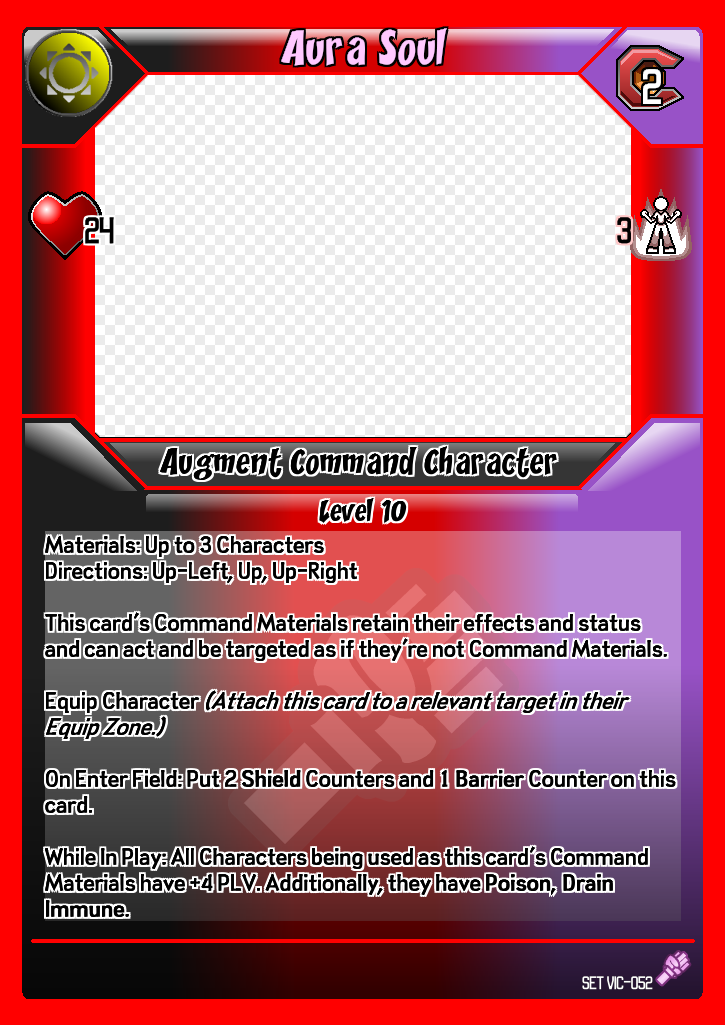 Aura Soul
2
24
3
Augment Command Character
Level 10
Materials: Up to 3 Characters
Directions: Up-Left, Up, Up-Right
This card's Command Materials retain their effects and status
and can act and be targeted as if they're not Command Materials.
Equip Character (Attach this card to a relevant target in their
Equip Zone.)
On Enter Field: Put 2 Shield Counters and 1 Barrier Counter on this
card.
While In Play: All Characters being used as this card's Command
Materials have +4 PLV. Additionally, they have Poison, Drain
Immune.
SET VIC-052